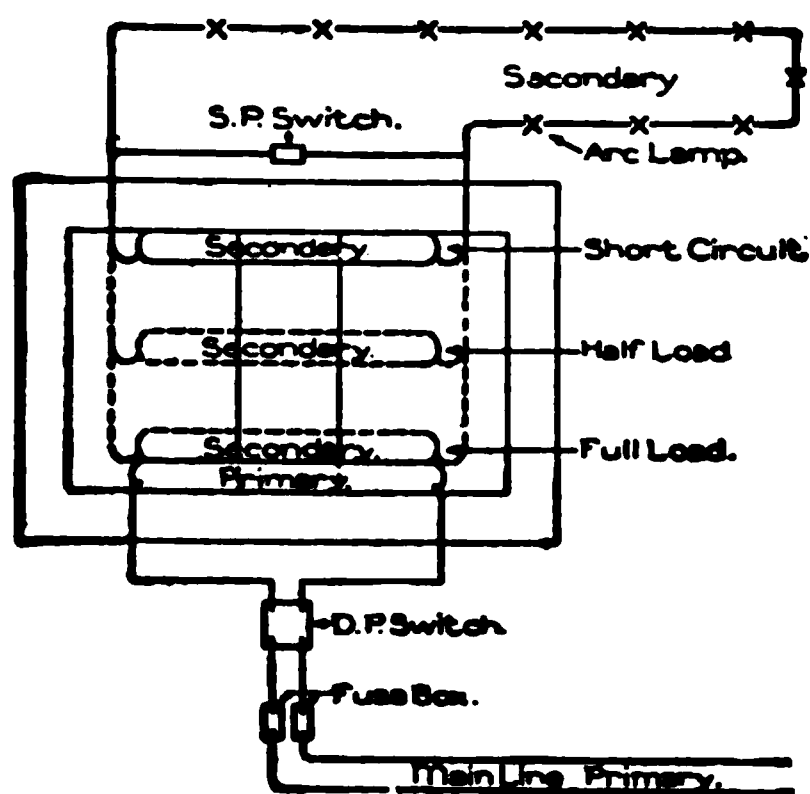 Secondary
S.P. Switch.
Arc Lamp.
Secondary
Short Circuit.
Secondary.
Half Load
Secondary.
Full Load.
Primary.
D.P. Switch.
Fuse Box.
Main Line Primary.